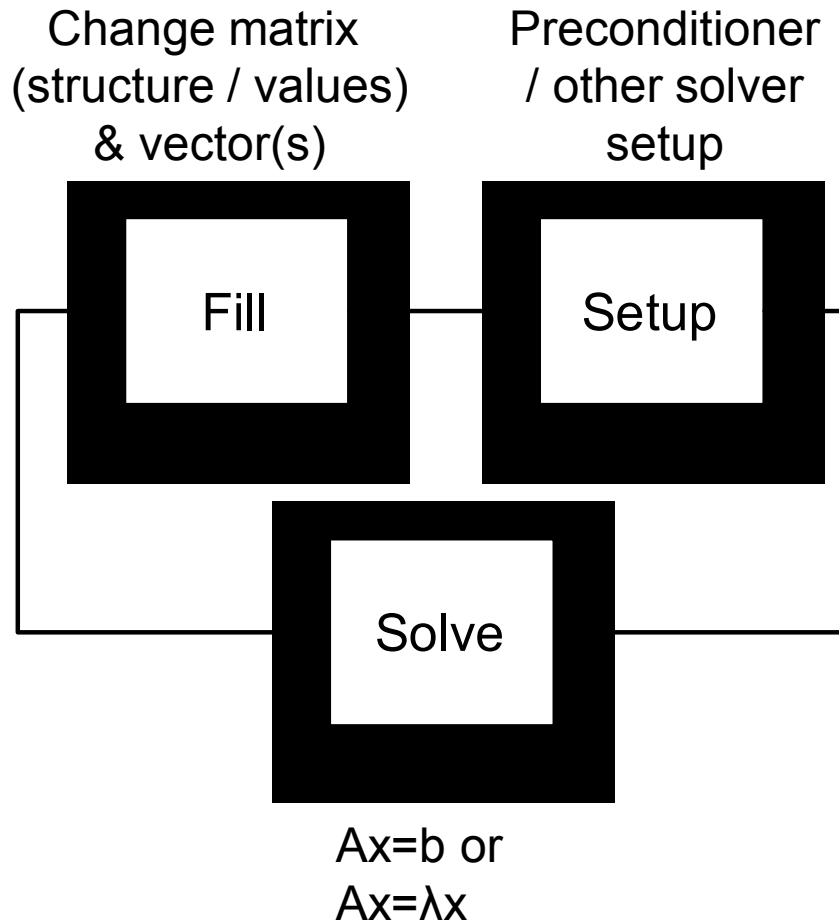 Change matrix
(structure / values)
& vector(s)
Preconditioner
/ other solver
setup
Fill
Setup
Solve
Ax=b or
Ax=λx